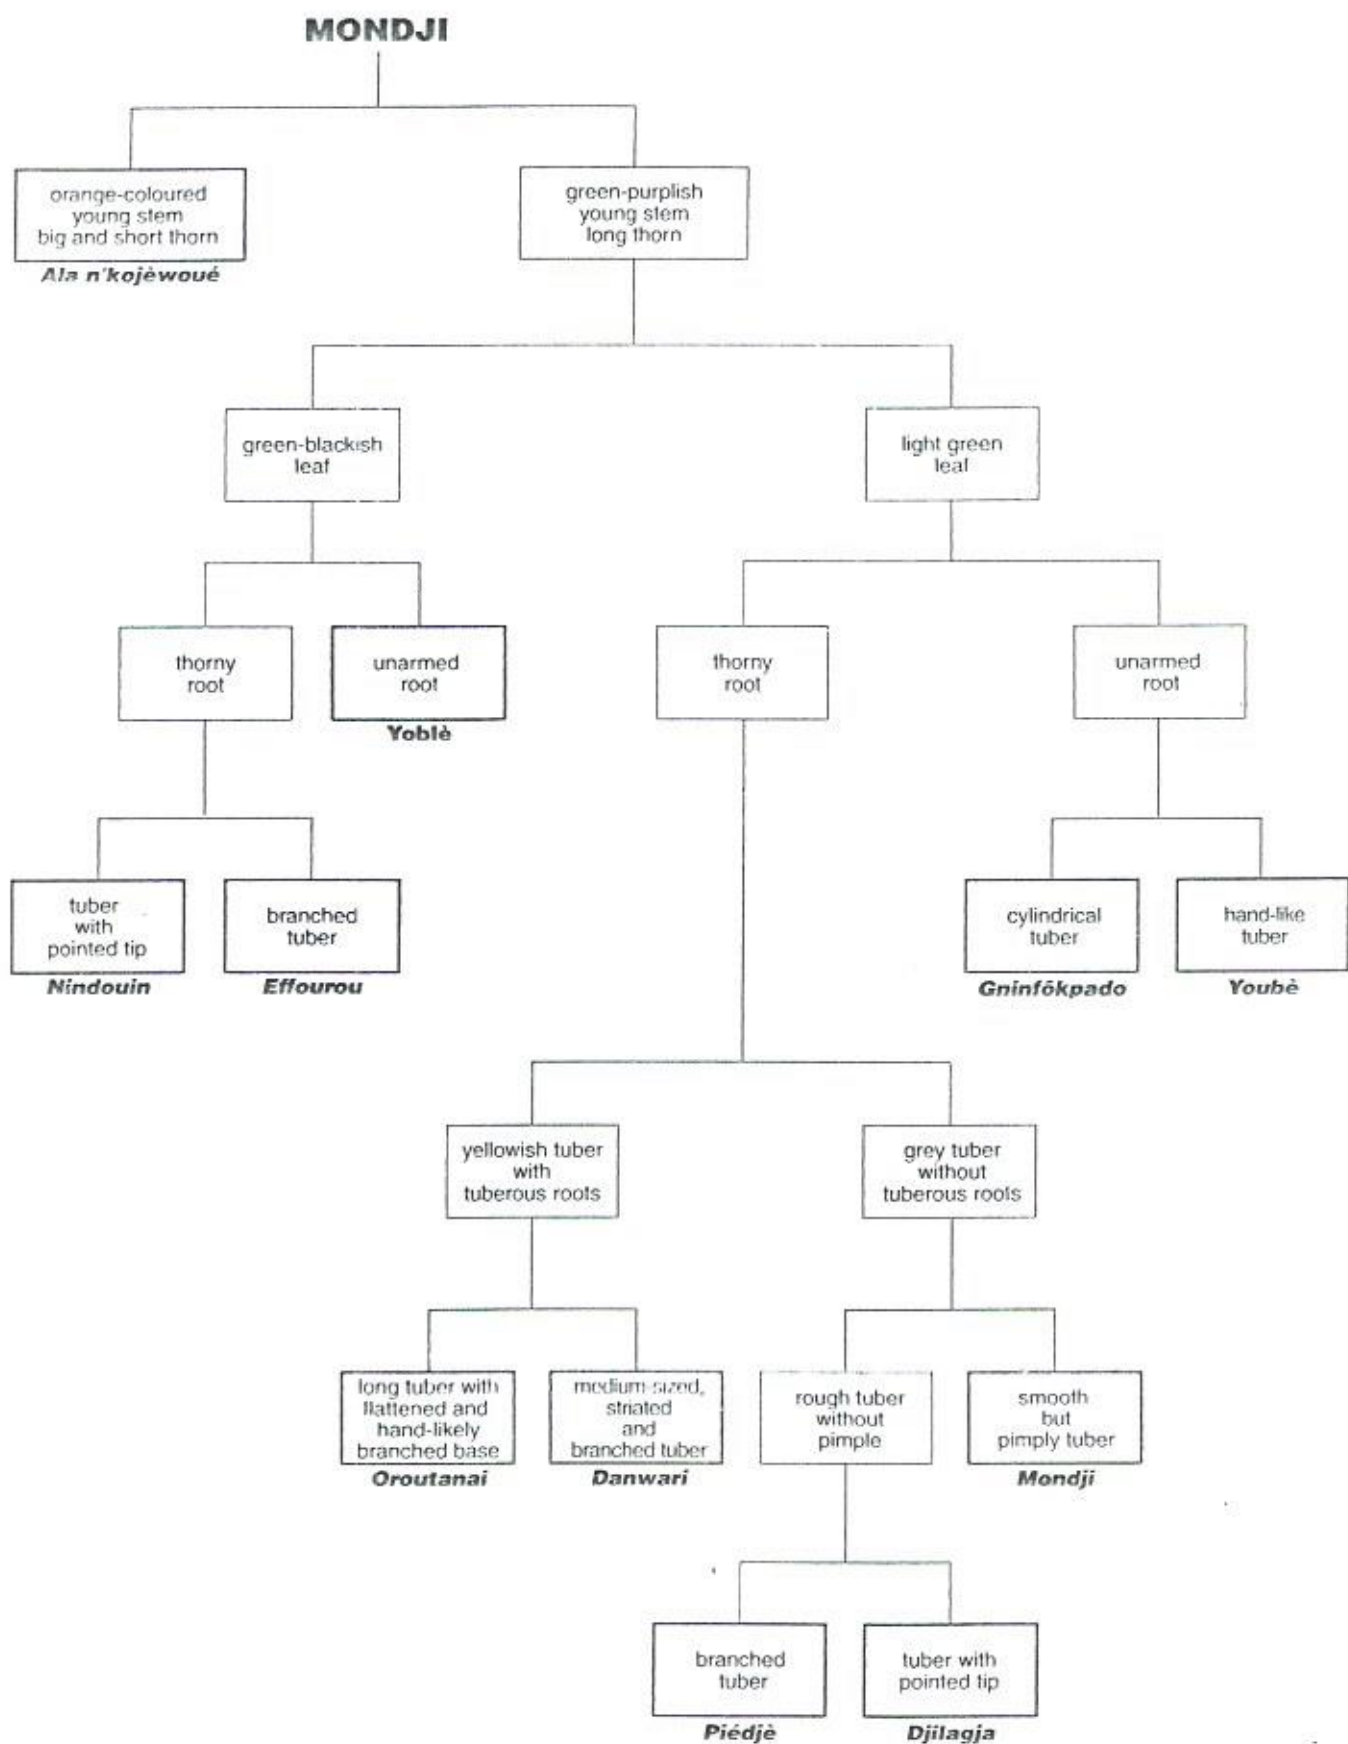 MONDJI
orange-coloured
young stem
big and short thorn
Ala n'kojèwoué
green-purplish
young stem
long thorn
green-blackish
leaf
light green
leaf
thorny
root
unarmed
root
Yoblè
thorny
root
unarmed
root
tuber
with
pointed tip
Nindouin
branched
tuber
Effourou
cylindrical
tuber
Gninfôkpado
hand-like
tuber
Youbè
yellowish tuber
with
tuberous roots
grey tuber
without
tuberous roots
long tuber with
flattened and
hand-likely
branched base
Oroutanai
medium-sized,
striated
and
branched tuber
Danwari
rough tuber
without
pimple
smooth
but
pimply tuber
Mondji
branched
tuber
Piédjè
tuber with
pointed tip
Djilagja